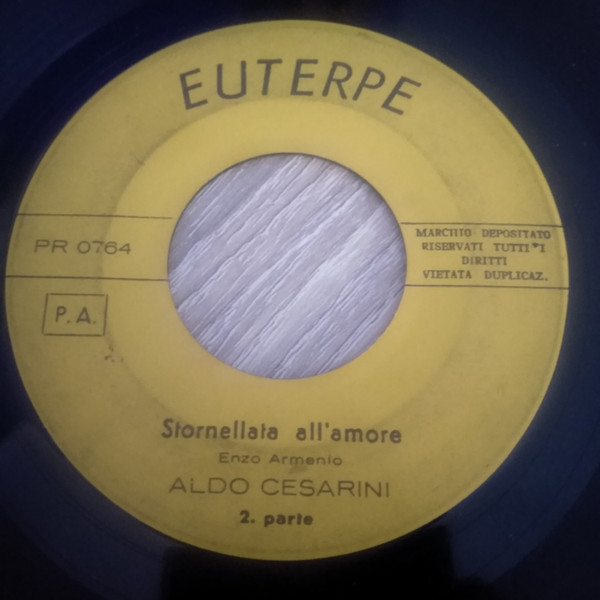 EUTERPE
PR 0764
MARCHIO DEPOSITATO
RISERVATI TUTTI I
DIRITTI
VIETATA DUPLICAZ.
P.A.
Stornellata all'amore
Enzo Armenio
ALDO CESARINI
2. parte